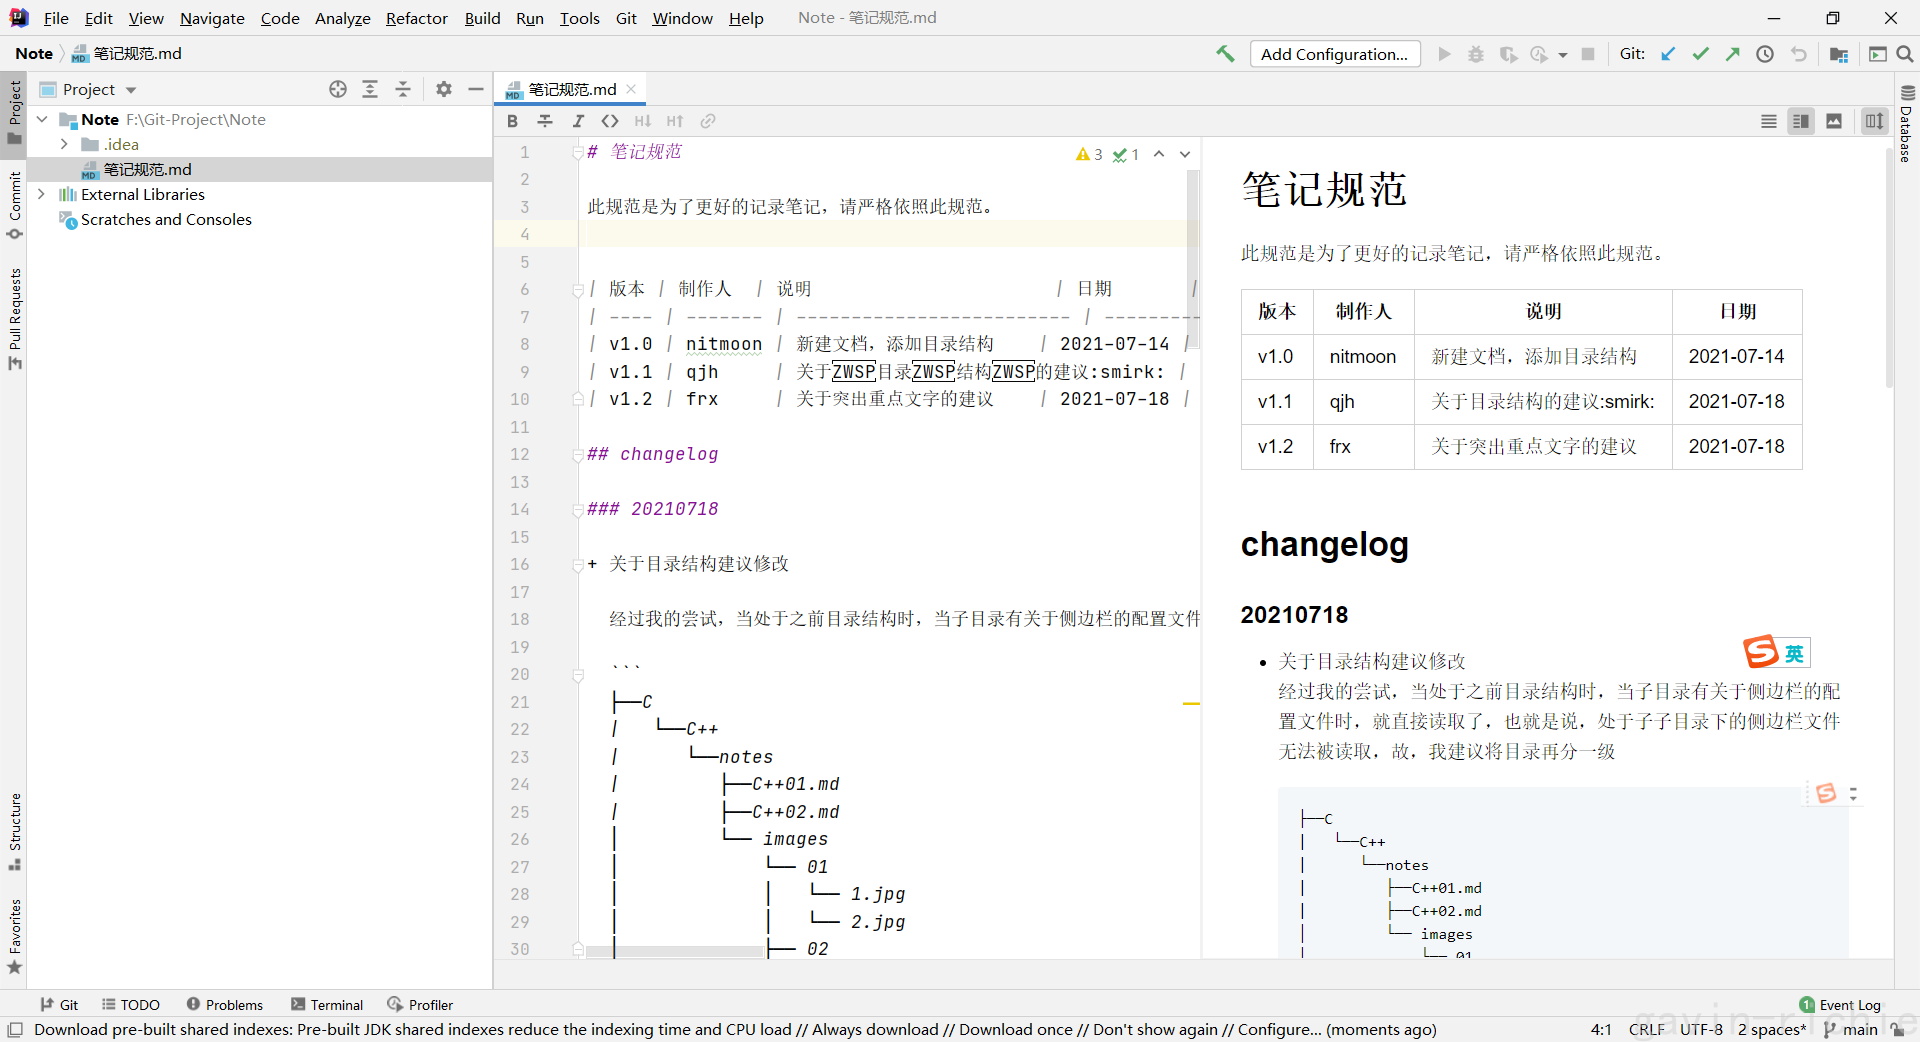 File Edit View Navigate Code Analyze Refactor Build Run Tools Git Window Help Note - 笔记规范.md
Note 笔记规范.md Add Configuration... Git:
Project
Commit
Pull Requests
Structure
Favorites
Project
Note F:\Git-Project\Note
.idea
笔记规范.md
External Libraries
Scratches and Consoles
笔记规范.md
B I <> H↓ H↑
3 1
1 # 笔记规范
2
3 此规范是为了更好的记录笔记，请严格依照此规范。
4
5
6 | 版本 | 制作人 | 说明 | 日期 |
7 | ---- | ------- | ------------------------- | ---------
8 | v1.0 | nitmoon | 新建文档，添加目录结构 | 2021-07-14 |
9 | v1.1 | qjh | 关于ZWSP目录ZWSP结构ZWSP的建议:smirk: |
10 | v1.2 | frx | 关于突出重点文字的建议 | 2021-07-18 |
11
12 ## changelog
13
14 ### 20210718
15
16 + 关于目录结构建议修改
17
18 经过我的尝试，当处于之前目录结构时，当子目录有关于侧边栏的配置文件
19
20 ```
21 ├──C
22 | └──C++
23 | └──notes
24 | ├──C++01.md
25 | ├──C++02.md
26 │ └── images
27 │ └── 01
28 │ │ └── 1.jpg
29 │ │ └── 2.jpg
30 │ ├── 02
笔记规范
此规范是为了更好的记录笔记，请严格依照此规范。
版本 制作人 说明 日期
v1.0 nitmoon 新建文档，添加目录结构 2021-07-14
v1.1 qjh 关于目录结构的建议:smirk: 2021-07-18
v1.2 frx 关于突出重点文字的建议 2021-07-18
changelog
20210718
• 关于目录结构建议修改
经过我的尝试，当处于之前目录结构时，当子目录有关于侧边栏的配
置文件时，就直接读取了，也就是说，处于子子目录下的侧边栏文件
无法被读取，故，我建议将目录再分一级
├──C
│ └──C++
│ └──notes
│ ├──C++01.md
│ ├──C++02.md
│ └── images
│ └── 01
S 英
S
Database
Git TODO Problems Terminal Profiler 1 Event Log
Download pre-built shared indexes: Pre-built JDK shared indexes reduce the indexing time and CPU load // Always download // Download once // Don't show again // Configure... (moments ago) 4:1 CRLF UTF-8 2 spaces* main
gavin-richie